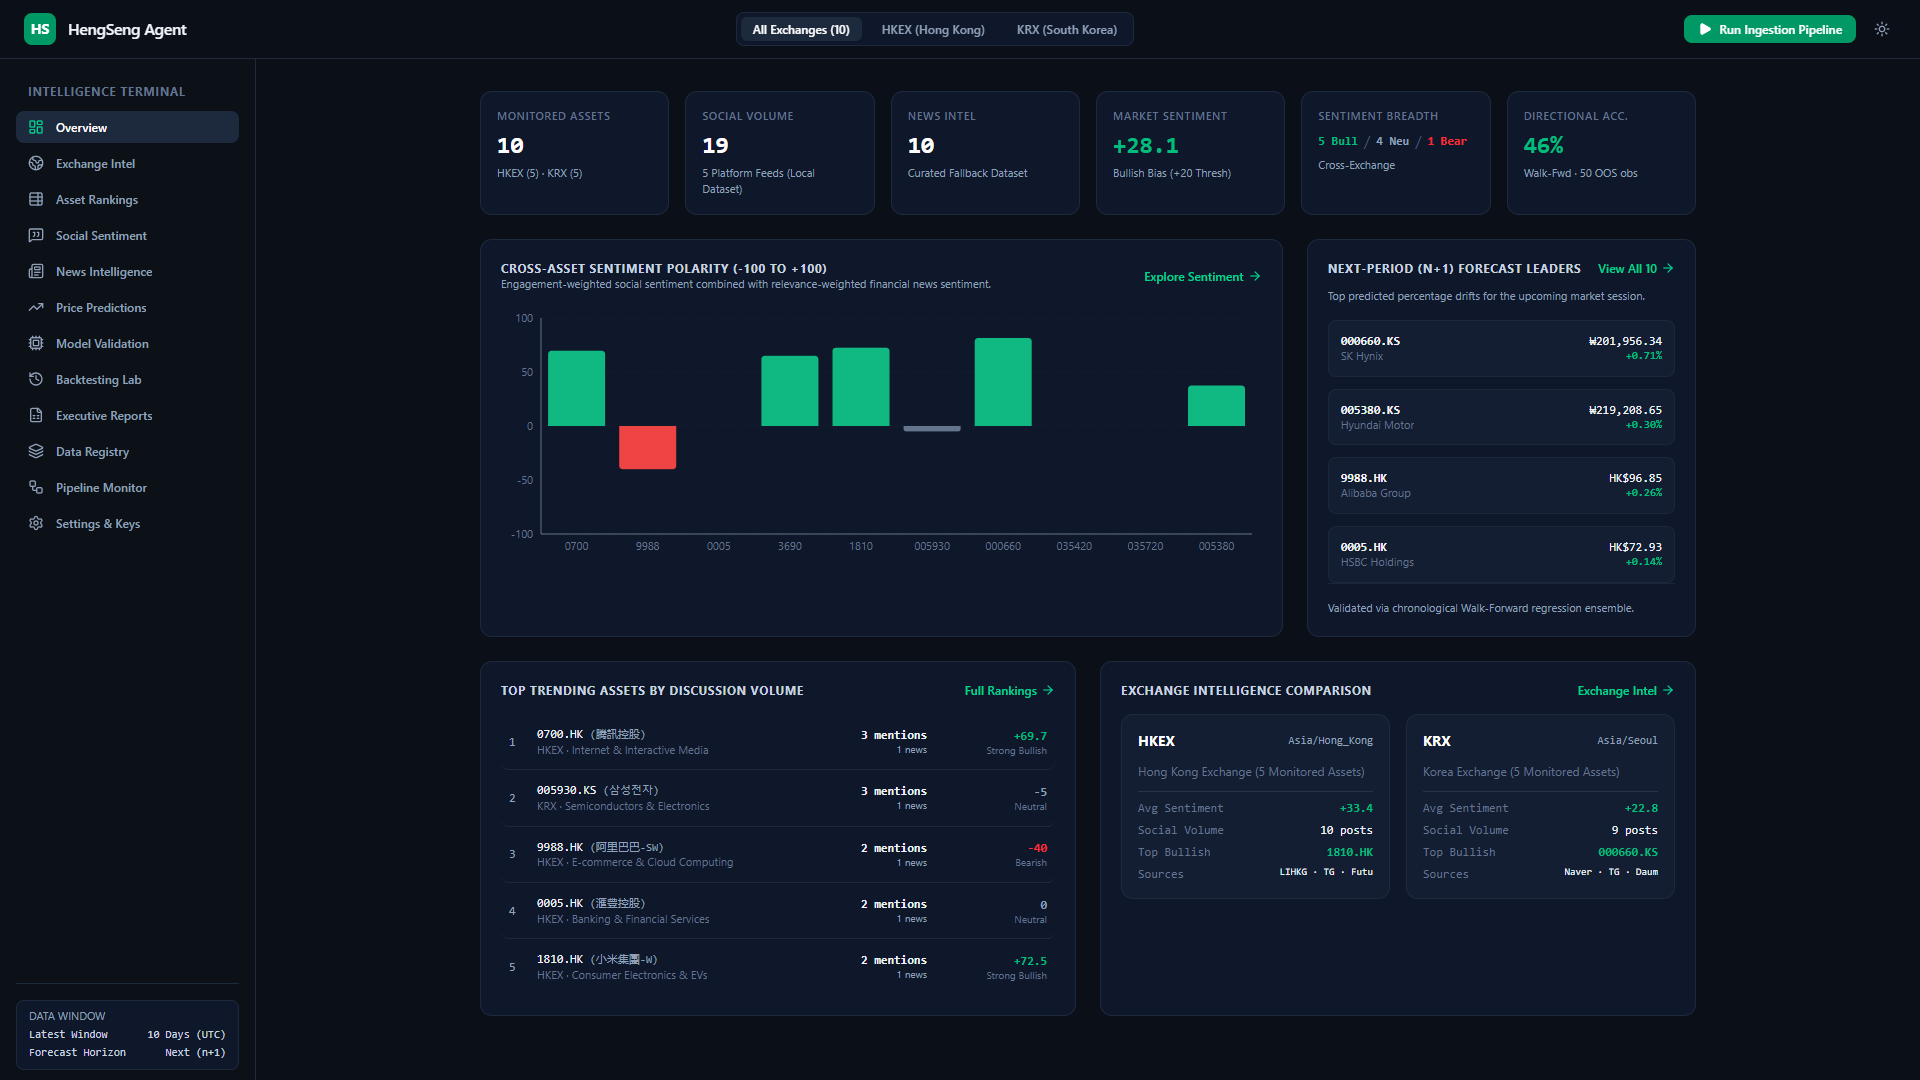 HS HengSeng Agent
All Exchanges (10) HKEX (Hong Kong) KRX (South Korea)
Run Ingestion Pipeline
INTELLIGENCE TERMINAL
Overview
Exchange Intel
Asset Rankings
Social Sentiment
News Intelligence
Price Predictions
Model Validation
Backtesting Lab
Executive Reports
Data Registry
Pipeline Monitor
Settings & Keys
DATA WINDOW
Latest Window 10 Days (UTC)
Forecast Horizon Next (n+1)
MONITORED ASSETS
10
HKEX (5) · KRX (5)
SOCIAL VOLUME
19
5 Platform Feeds (Local
Dataset)
NEWS INTEL
10
Curated Fallback Dataset
MARKET SENTIMENT
+28.1
Bullish Bias (+20 Thresh)
SENTIMENT BREADTH
5 Bull / 4 Neu / 1 Bear
Cross-Exchange
DIRECTIONAL ACC.
46%
Walk-Fwd · 50 OOS obs
CROSS-ASSET SENTIMENT POLARITY (-100 TO +100)
Engagement-weighted social sentiment combined with relevance-weighted financial news sentiment.
Explore Sentiment →
100
50
0
-50
-100
0700 9988 0005 3690 1810 005930 000660 035420 035720 005380
NEXT-PERIOD (N+1) FORECAST LEADERS View All 10 →
Top predicted percentage drifts for the upcoming market session.
000660.KS ₩201,956.34
SK Hynix +0.71%
005380.KS ₩219,208.65
Hyundai Motor +0.30%
9988.HK HK$96.85
Alibaba Group +0.26%
0005.HK HK$72.93
HSBC Holdings +0.14%
Validated via chronological Walk-Forward regression ensemble.
TOP TRENDING ASSETS BY DISCUSSION VOLUME Full Rankings →
1 0700.HK (騰訊控股) 3 mentions +69.7
HKEX · Internet & Interactive Media 1 news Strong Bullish
2 005930.KS (삼성전자) 3 mentions -5
KRX · Semiconductors & Electronics 1 news Neutral
3 9988.HK (阿里巴巴-SW) 2 mentions -40
HKEX · E-commerce & Cloud Computing 1 news Bearish
4 0005.HK (滙豐控股) 2 mentions 0
HKEX · Banking & Financial Services 1 news Neutral
5 1810.HK (小米集團-W) 2 mentions +72.5
HKEX · Consumer Electronics & EVs 1 news Strong Bullish
EXCHANGE INTELLIGENCE COMPARISON Exchange Intel →
HKEX Asia/Hong_Kong
Hong Kong Exchange (5 Monitored Assets)
Avg Sentiment +33.4
Social Volume 10 posts
Top Bullish 1810.HK
Sources LIHKG · TG · Futu
KRX Asia/Seoul
Korea Exchange (5 Monitored Assets)
Avg Sentiment +22.8
Social Volume 9 posts
Top Bullish 000660.KS
Sources Naver · TG · Daum